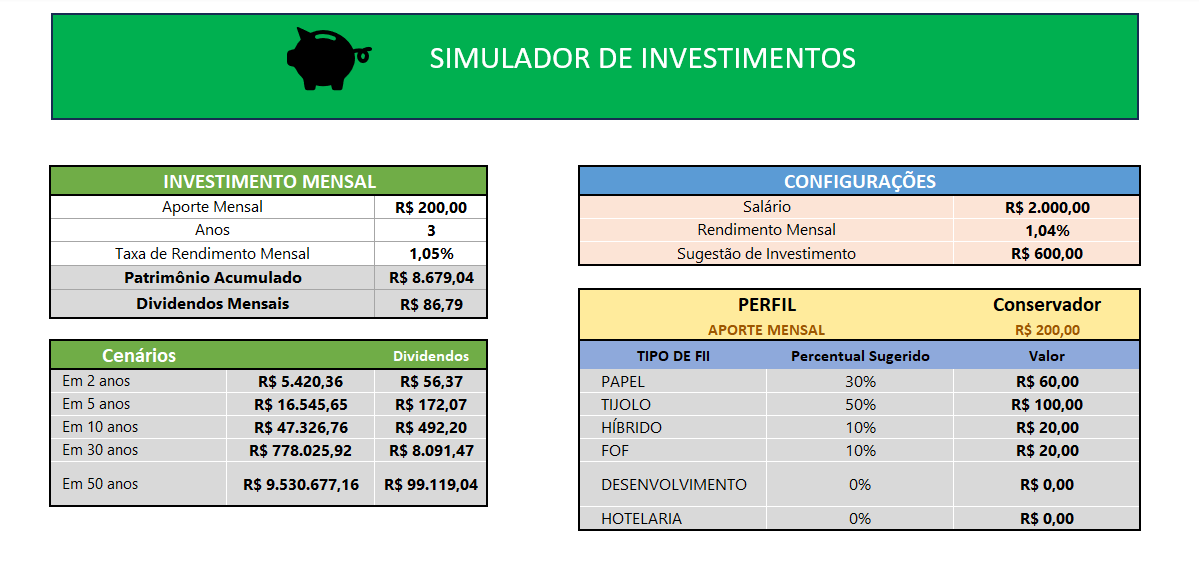 SIMULADOR DE INVESTIMENTOS
INVESTIMENTO MENSAL
Aporte Mensal R$ 200,00
Anos 3
Taxa de Rendimento Mensal 1,05%
Patrimônio Acumulado R$ 8.679,04
Dividendos Mensais R$ 86,79
Cenários Dividendos
Em 2 anos R$ 5.420,36 R$ 56,37
Em 5 anos R$ 16.545,65 R$ 172,07
Em 10 anos R$ 47.326,76 R$ 492,20
Em 30 anos R$ 778.025,92 R$ 8.091,47
Em 50 anos R$ 9.530.677,16 R$ 99.119,04
CONFIGURAÇÕES
Salário R$ 2.000,00
Rendimento Mensal 1,04%
Sugestão de Investimento R$ 600,00
PERFIL Conservador
APORTE MENSAL R$ 200,00
TIPO DE FII Percentual Sugerido Valor
PAPEL 30% R$ 60,00
TIJOLO 50% R$ 100,00
HÍBRIDO 10% R$ 20,00
FOF 10% R$ 20,00
DESENVOLVIMENTO 0% R$ 0,00
HOTELARIA 0% R$ 0,00